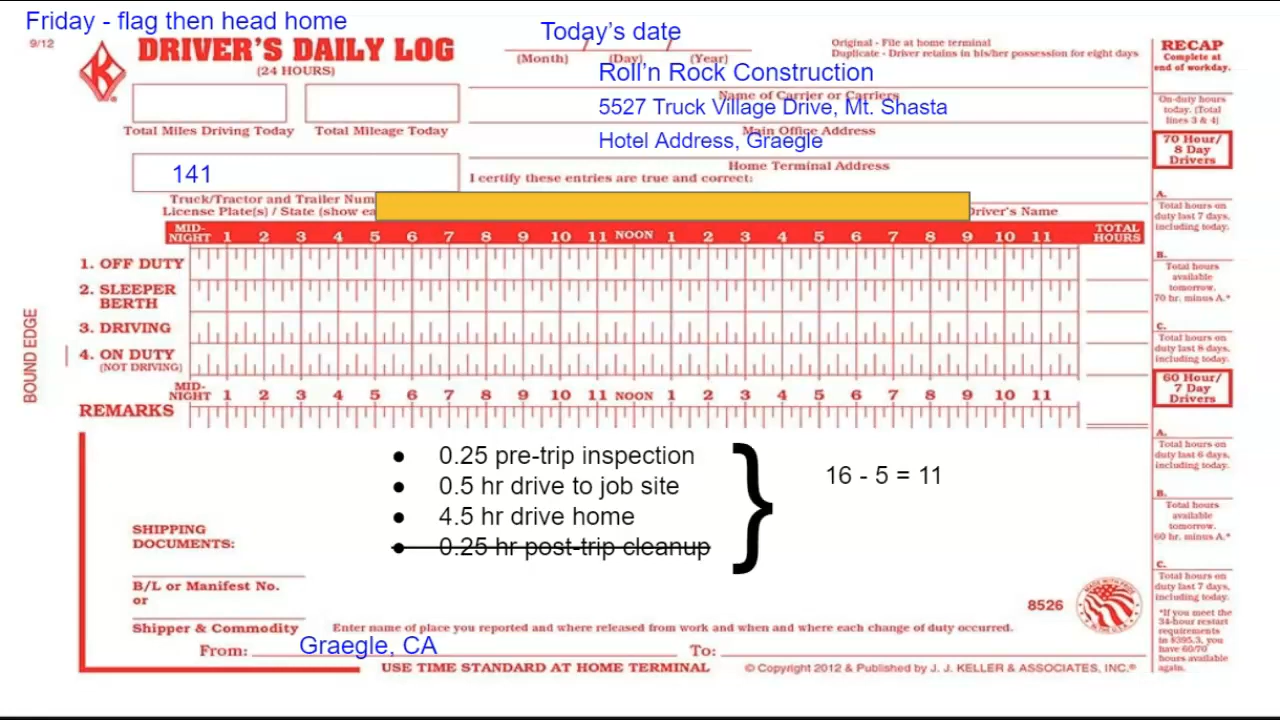 Friday - flag then head home
Today's date
9/12
DRIVER'S DAILY LOG
(24 HOURS)
(Month) (Day) (Year)
Original - File at home terminal
Duplicate - Driver retains in his/her possession for eight days
Roll'n Rock Construction
Name of Carrier or Carriers
5527 Truck Village Drive, Mt. Shasta
Main Office Address
Hotel Address, Graegle
Home Terminal Address
Total Miles Driving Today Total Mileage Today
141
I certify these entries are true and correct:
Truck/Tractor and Trailer Num
License Plate(s) / State (show ea
Driver's Name
MID-NIGHT 1 2 3 4 5 6 7 8 9 10 11 NOON 1 2 3 4 5 6 7 8 9 10 11 TOTAL HOURS
1. OFF DUTY
2. SLEEPER
BERTH
3. DRIVING
4. ON DUTY
(NOT DRIVING)
MID-NIGHT 1 2 3 4 5 6 7 8 9 10 11 NOON 1 2 3 4 5 6 7 8 9 10 11
REMARKS
BOUND EDGE
● 0.25 pre-trip inspection
● 0.5 hr drive to job site
● 4.5 hr drive home
● 0.25 hr post-trip cleanup
}
16 - 5 = 11
SHIPPING
DOCUMENTS:
B/L or Manifest No.
or
Shipper & Commodity
8526
MADE WITH PRIDE IN THE U.S.A.
Enter name of place you reported and where released from work and when and where each change of duty occurred.
From: Graegle, CA To:
USE TIME STANDARD AT HOME TERMINAL
© Copyright 2012 & Published by J. J. KELLER & ASSOCIATES, INC.®
RECAP
Complete at
end of workday.
On-duty hours
today. (Total
lines 3 & 4)
70 Hour/
8 Day
Drivers
A.
Total hours on
duty last 7 days,
including today.
B.
Total hours
available
tomorrow.
70 hr. minus A.*
C.
Total hours on
duty last 8 days,
including today.
60 Hour/
7 Day
Drivers
A.
Total hours on
duty last 6 days,
including today.
B.
Total hours
available
tomorrow.
60 hr. minus A.*
C.
Total hours on
duty last 7 days,
including today.
*If you meet the
34-hour restart
requirements
in §395.3, you
have 60/70
hours available
again.